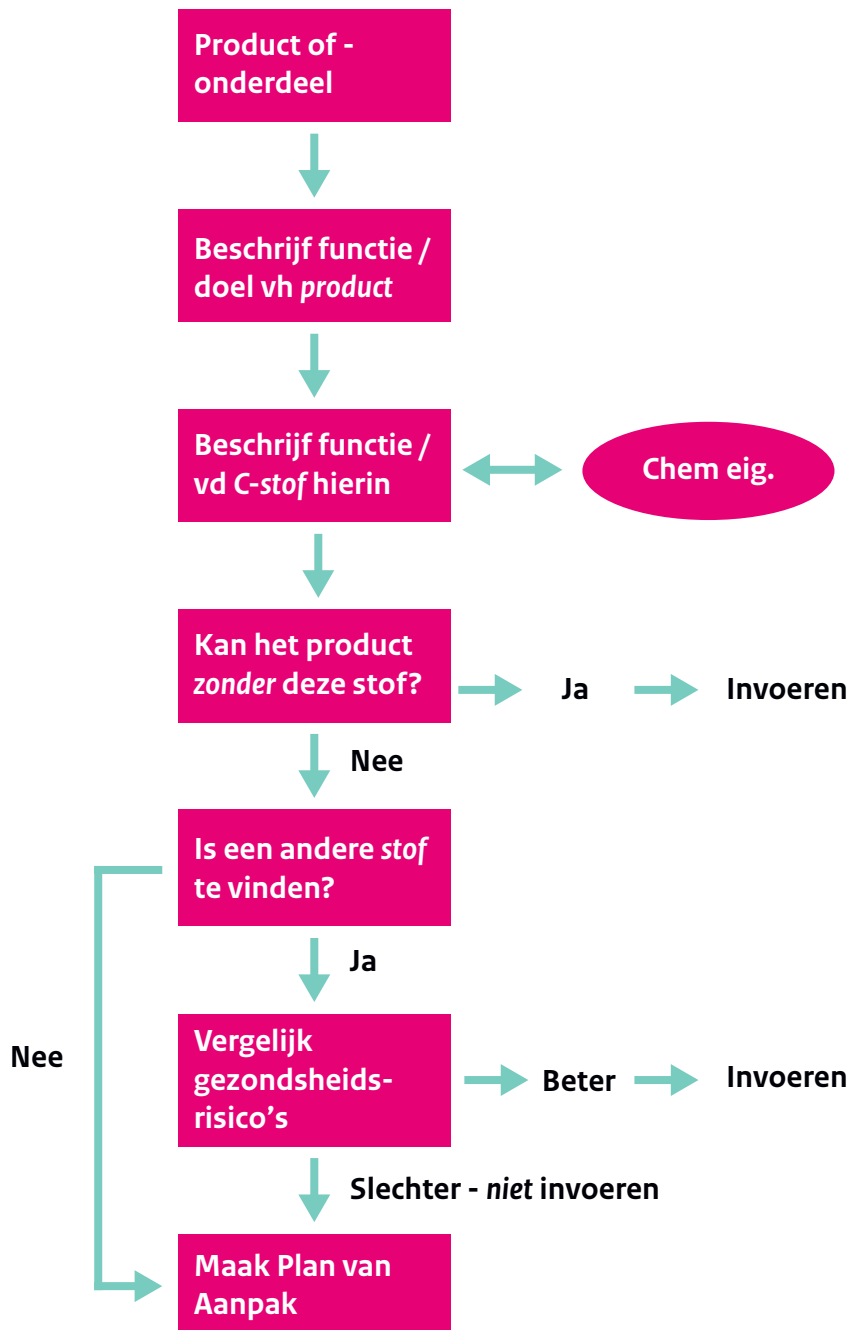 Product of -
onderdeel
Beschrijf functie /
doel vh product
Beschrijf functie /
vd C-stof hierin
Chem eig.
Kan het product
zonder deze stof?
Ja
Invoeren
Nee
Is een andere stof
te vinden?
Ja
Nee
Vergelijk
gezondsheids-
risico’s
Beter
Invoeren
Slechter - niet invoeren
Maak Plan van
Aanpak